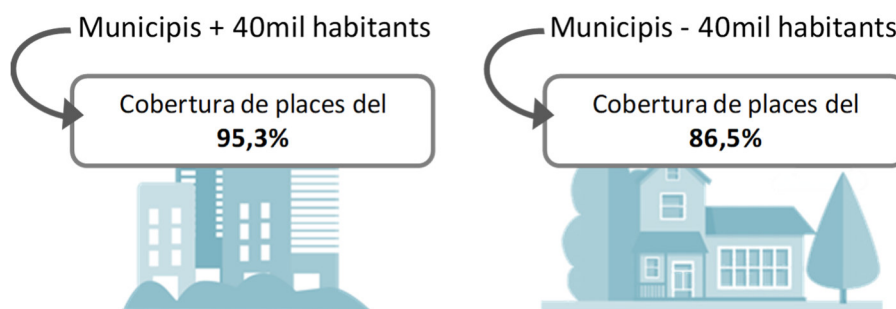 Municipis + 40mil habitants
Cobertura de places del
95,3%
Municipis - 40mil habitants
Cobertura de places del
86,5%